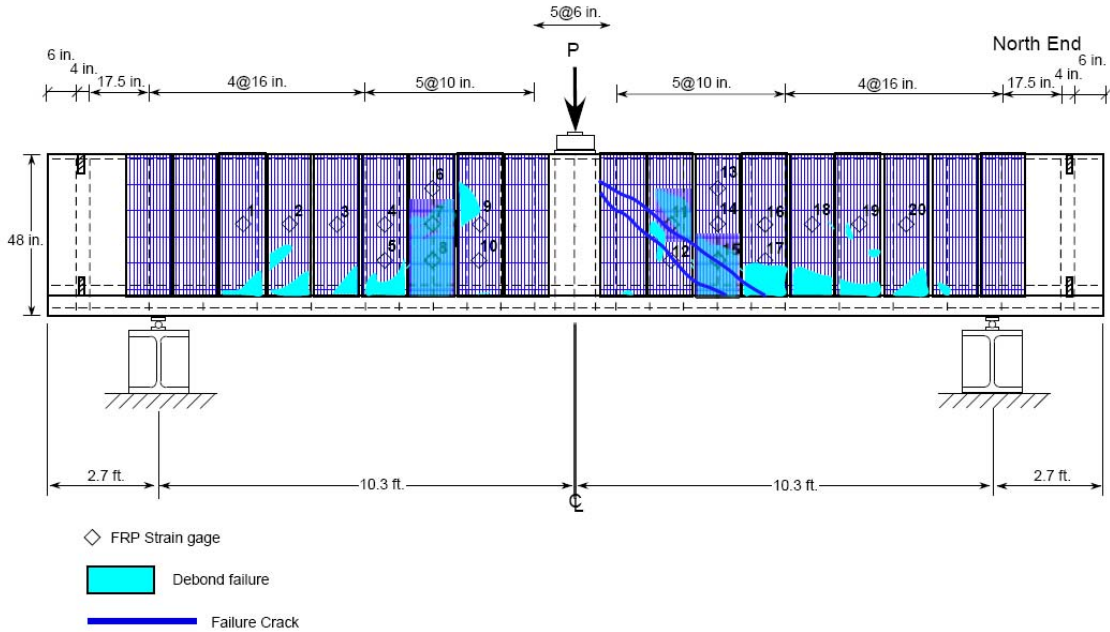 5@6 in.
P
North End
6 in.
4 in.
17.5 in.
4@16 in.
5@10 in.
5@10 in.
4@16 in.
17.5 in.
4 in.
6 in.
48 in.
1
2
3
4
5
6
7
8
9
10
11
12
13
14
15
16
17
18
19
20
2.7 ft.
10.3 ft.
10.3 ft.
2.7 ft.
℄
FRP Strain gage
Debond failure
Failure Crack